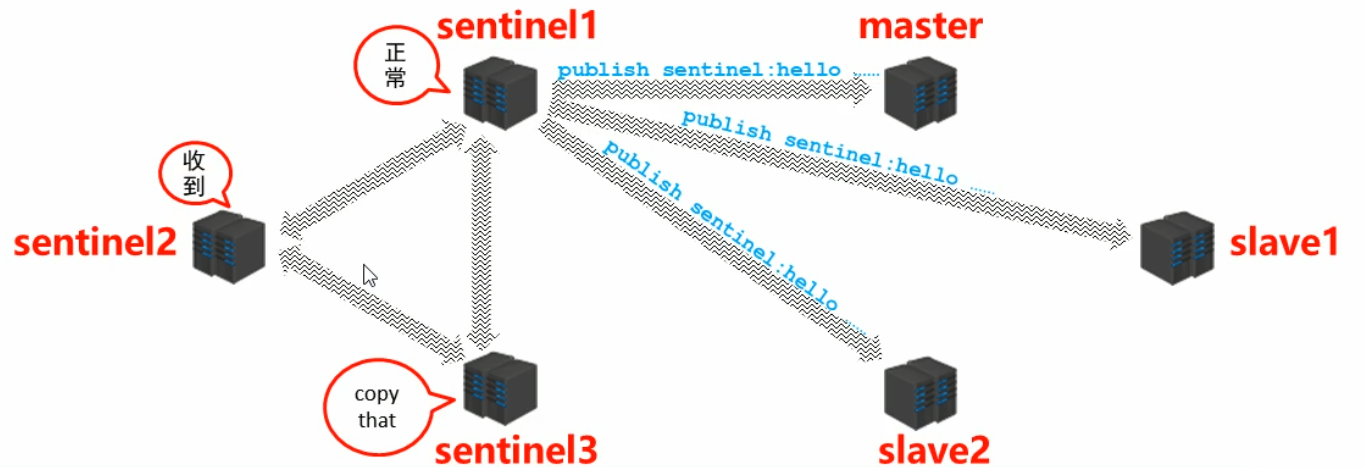 sentinel1
master
正
常
publish sentinel:hello ......
publish sentinel:hello ......
publish sentinel:hello ......
收
到
sentinel2
slave1
copy
that
sentinel3
slave2